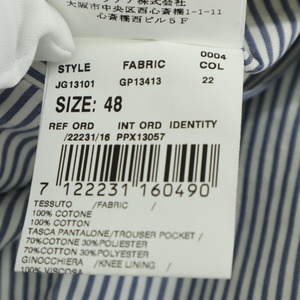 大阪市中央区西心斎橋1-1-11
心斎橋西ビル5F
0004
STYLE FABRIC COL
JG13101 GP13413 22
SIZE: 48
REF ORD INT ORD IDENTITY
/22231/16 PPX13057
7 122231 160490
TESSUTO /FABRIC /
100% COTONE
100% COTTON
TASCA PANTALONE/TROUSER POCKET /
70%COTONE 30%POLIESTER
70%COTTON 30%POLYESTER
GINOCCHIERA /KNEE LINING /
100% VISCOSA